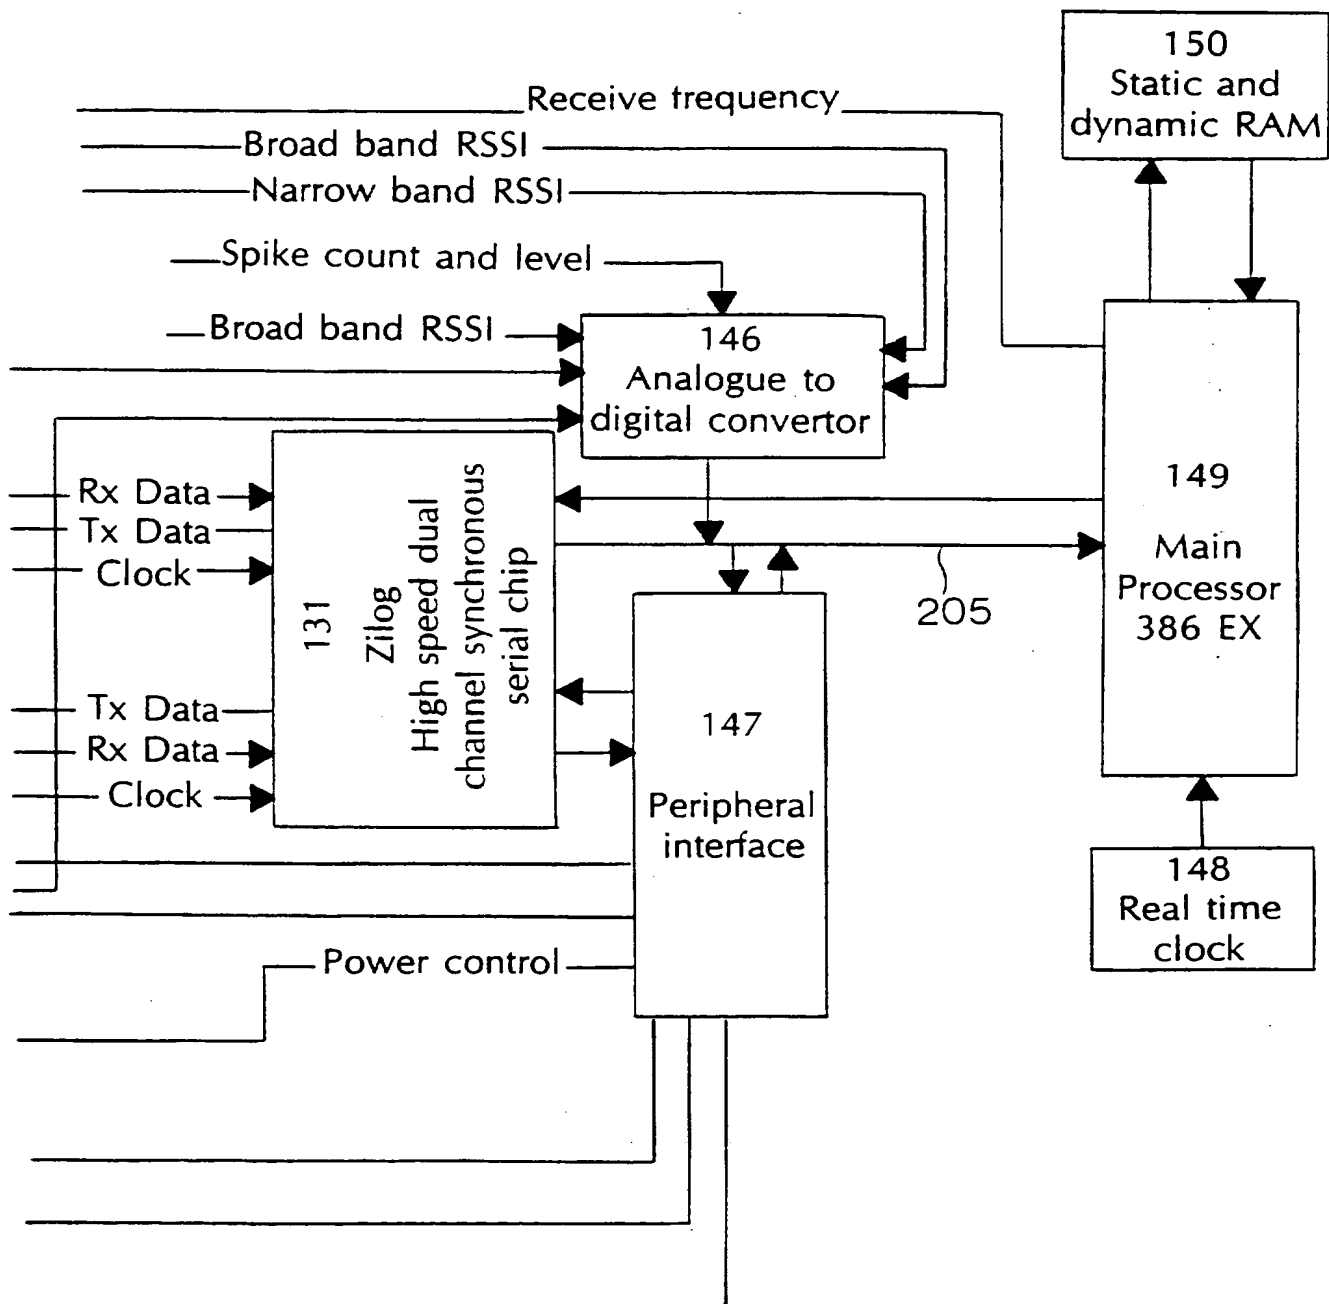 150
Static and
dynamic RAM
Receive frequency
Broad band RSSI
Narrow band RSSI
Spike count and level
Broad band RSSI
146
Analogue to
digital convertor
Rx Data
Tx Data
Clock
Tx Data
Rx Data
Clock
131
Zilog
High speed dual
channel synchronous
serial chip
205
149
Main
Processor
386 EX
147
Peripheral
interface
148
Real time
clock
Power control